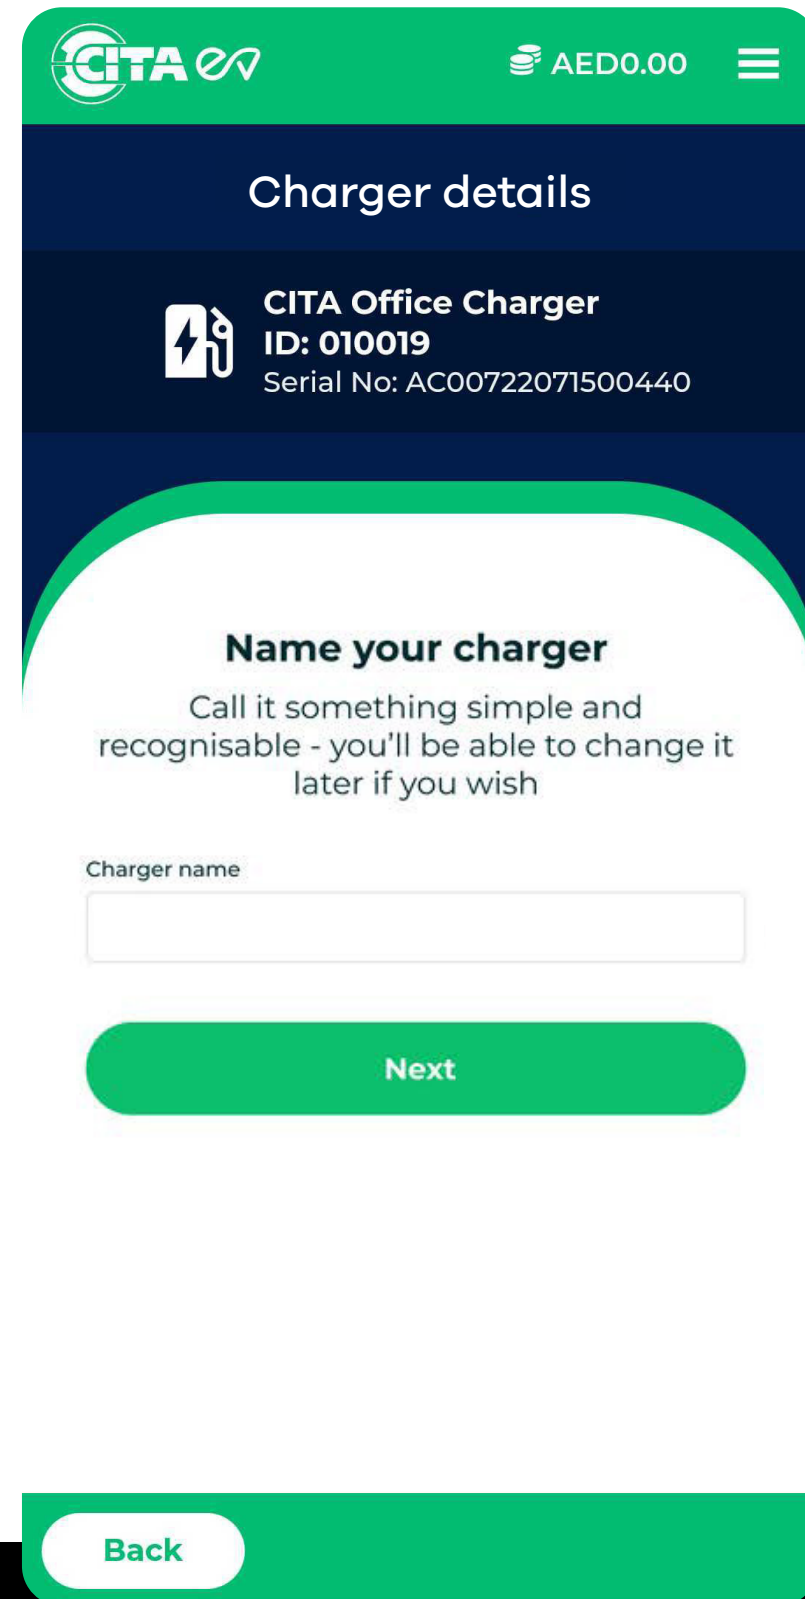 CITA ev
AED0.00
Charger details
CITA Office Charger
ID: 010019
Serial No: AC00722071500440
Name your charger
Call it something simple and
recognisable - you'll be able to change it
later if you wish
Charger name
Next
Back